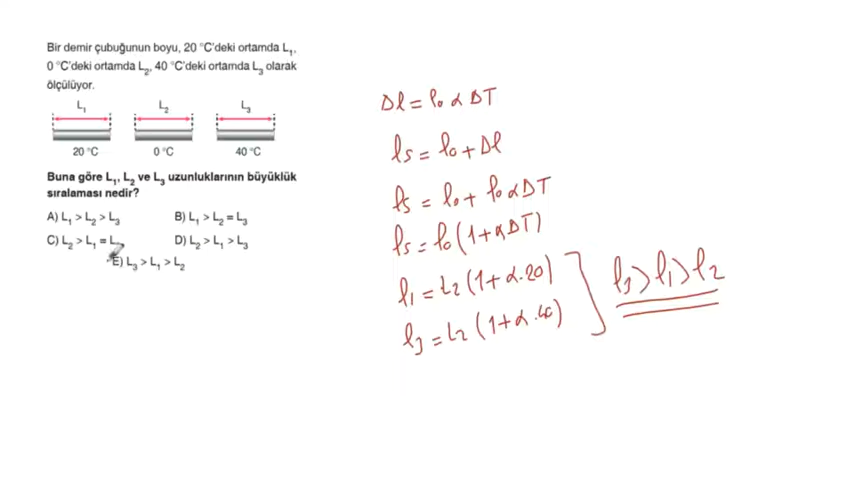 Bir demir çubuğunun boyu, 20 °C'deki ortamda L₁,
0 °C'deki ortamda L₂, 40 °C'deki ortamda L₃ olarak
ölçülüyor.
L₁ L₂ L₃
20 °C 0 °C 40 °C
Buna göre L₁, L₂ ve L₃ uzunluklarının büyüklük
sıralaması nedir?
A) L₁ > L₂ > L₃ B) L₁ > L₂ = L₃
C) L₂ > L₁ = L₃ D) L₂ > L₁ > L₃
E) L₃ > L₁ > L₂
Δl = l₀ α ΔT
lₛ = l₀ + Δl
lₛ = l₀ + l₀ α ΔT
lₛ = l₀ (1 + α ΔT)
l₁ = L₂ (1 + α.20)
l₃ = L₂ (1 + α.40)
l₃ > l₁ > l₂